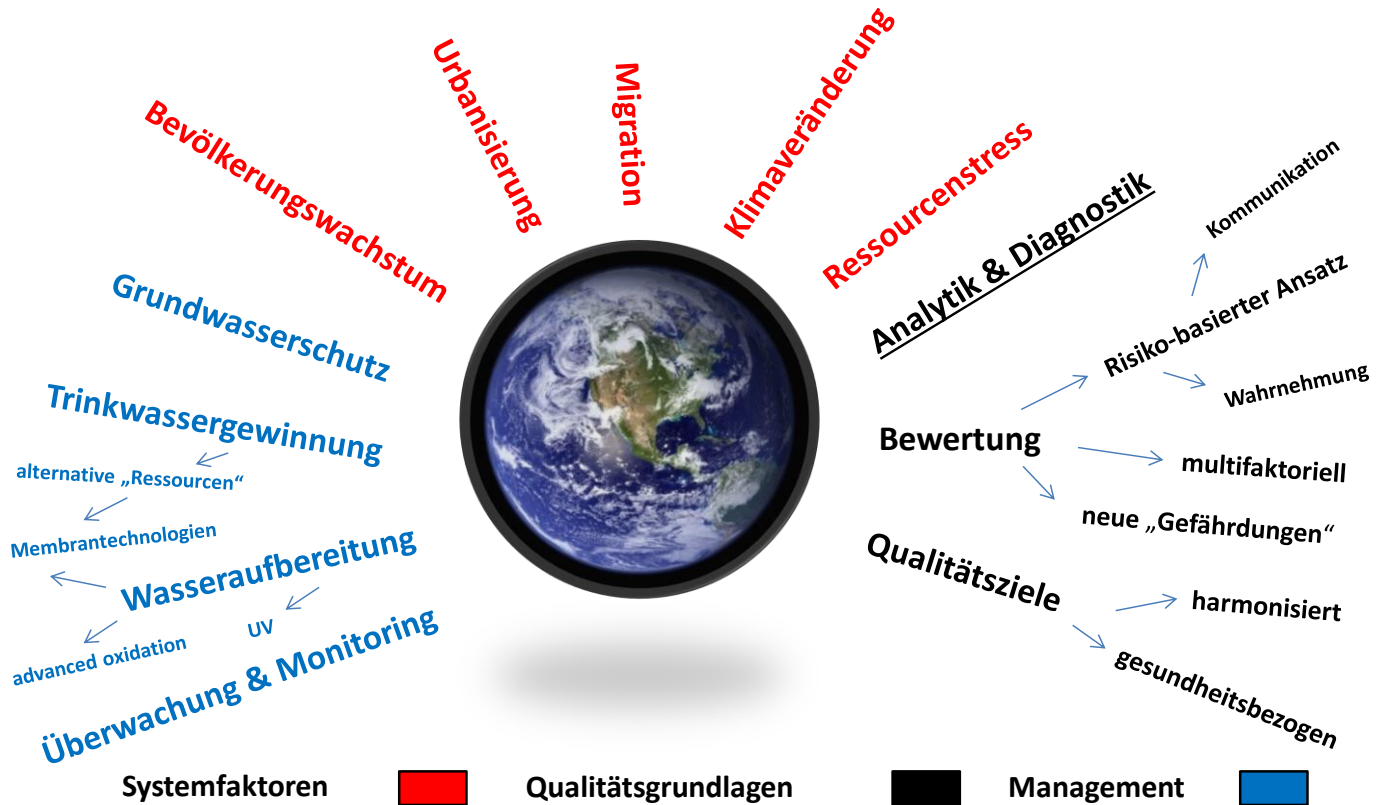 Bevölkerungswachstum
Urbanisierung
Migration
Klimaveränderung
Ressourcenstress
Grundwasserschutz
Trinkwassergewinnung
alternative „Ressourcen“
Membrantechnologien
Wasseraufbereitung
UV
advanced oxidation
Überwachung & Monitoring
Analytik & Diagnostik
Kommunikation
Risiko-basierter Ansatz
Wahrnehmung
Bewertung
multifaktoriell
neue „Gefährdungen“
Qualitätsziele
harmonisiert
gesundheitsbezogen
Systemfaktoren Qualitätsgrundlagen Management